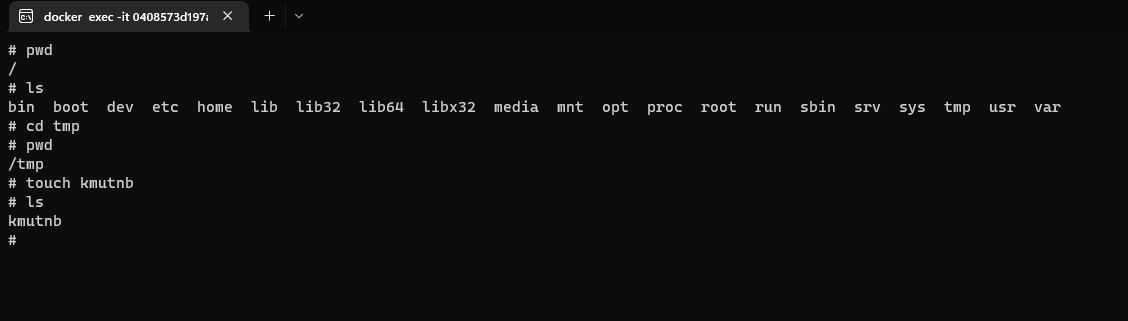 docker exec -it 0408573d197a
# pwd
/
# ls
bin boot dev etc home lib lib32 lib64 libx32 media mnt opt proc root run sbin srv sys tmp usr var
# cd tmp
# pwd
/tmp
# touch kmutnb
# ls
kmutnb
#